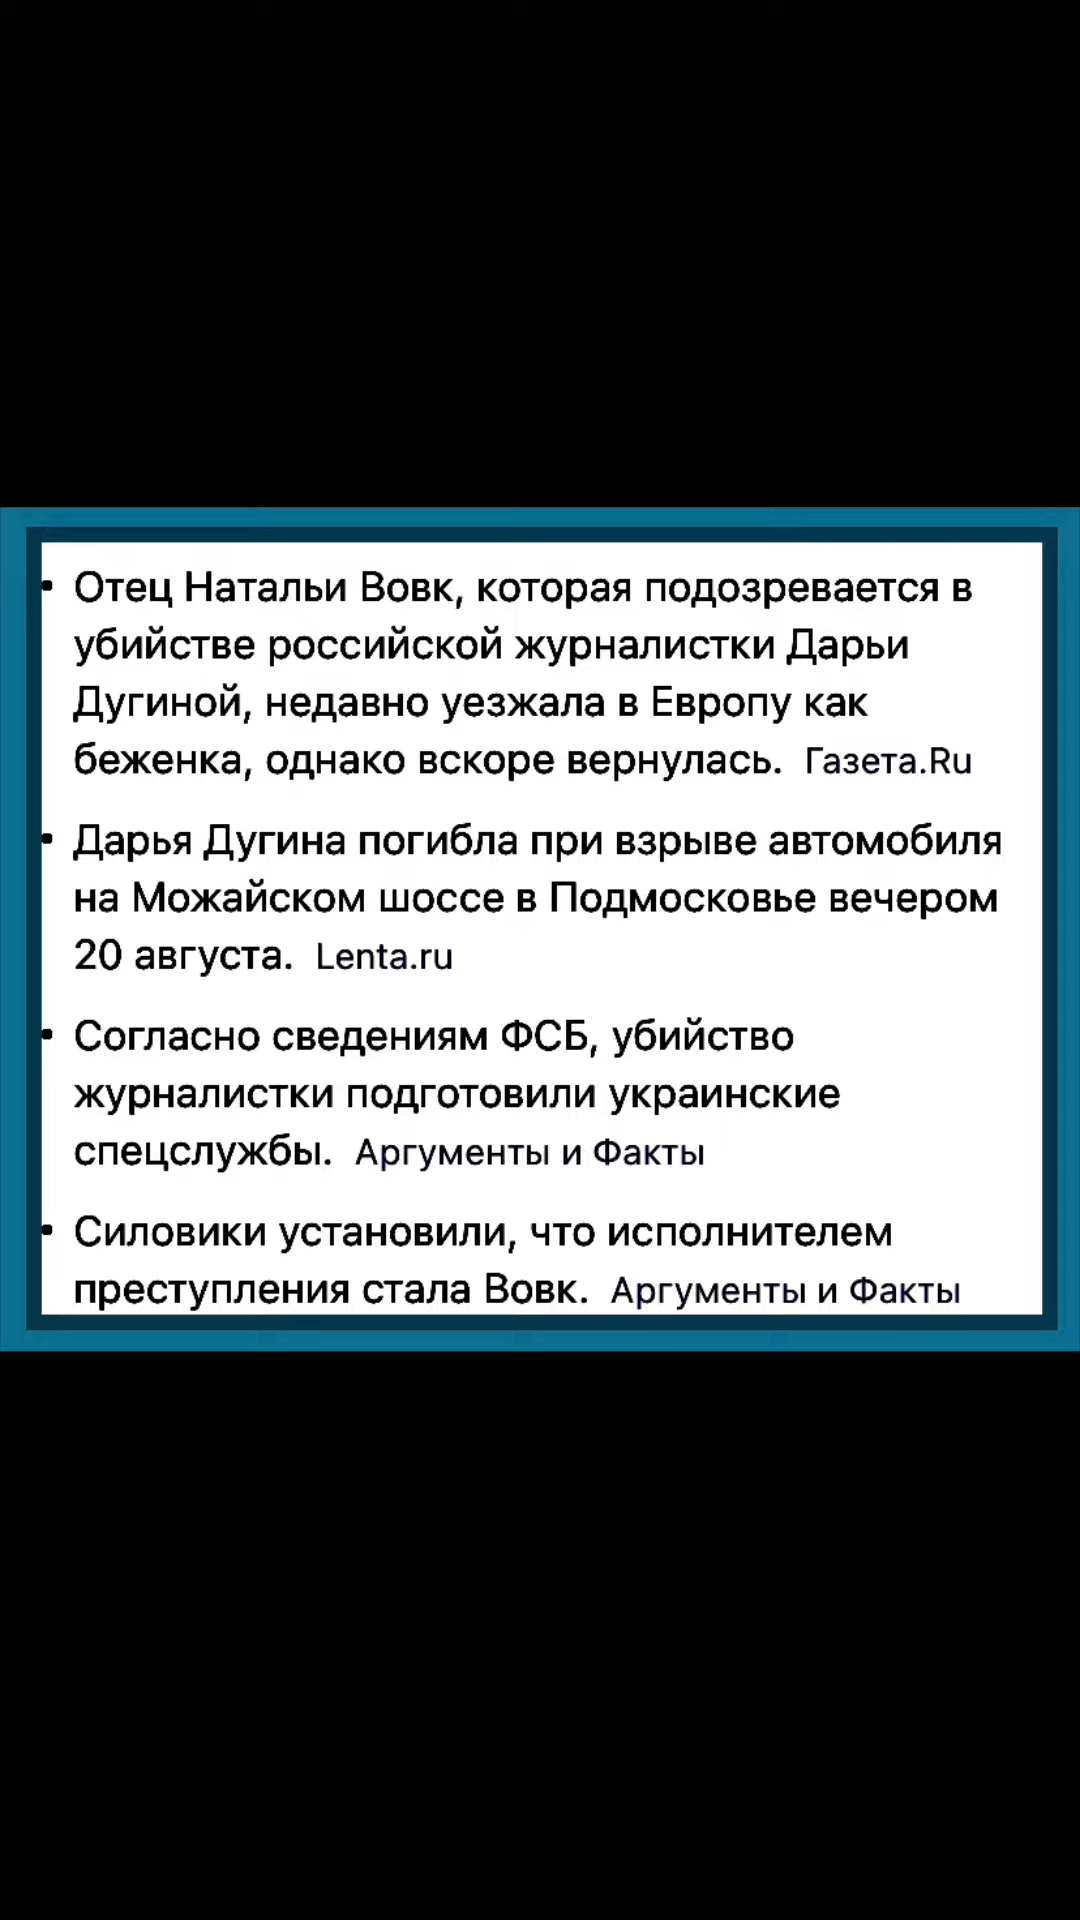 • Отец Натальи Вовк, которая подозревается в
убийстве российской журналистки Дарьи
Дугиной, недавно уезжала в Европу как
беженка, однако вскоре вернулась. Газета.Ru
• Дарья Дугина погибла при взрыве автомобиля
на Можайском шоссе в Подмосковье вечером
20 августа. Lenta.ru
• Согласно сведениям ФСБ, убийство
журналистки подготовили украинские
спецслужбы. Аргументы и Факты
• Силовики установили, что исполнителем
преступления стала Вовк. Аргументы и Факты